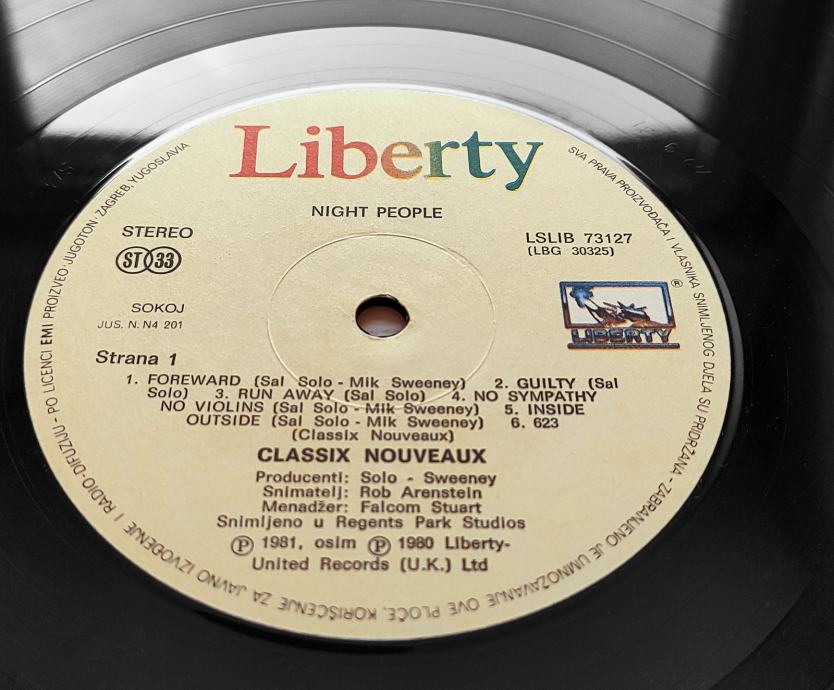 Liberty
NIGHT PEOPLE
STEREO
ST 33
LSLIB 73127
(LBG 30325)
SOKOJ
JUS. N. N4 201
®
LIBERTY
Strana 1
1. FOREWARD (Sal Solo - Mik Sweeney) 2. GUILTY (Sal
Solo) 3. RUN AWAY (Sal Solo) 4. NO SYMPATHY
NO VIOLINS (Sal Solo - Mik Sweeney) 5. INSIDE
OUTSIDE (Sal Solo - Mik Sweeney) 6. 623
(Classix Nouveaux)
CLASSIX NOUVEAUX
Producenti: Solo - Sweeney
Snimatelj: Rob Arenstein
Menadžer: Falcom Stuart
Snimljeno u Regents Park Studios
Ⓟ 1981, osim Ⓟ 1980 Liberty-
United Records (U.K.) Ltd
PO LICENCI EMI PROIZVEO JUGOTON - ZAGREB, YUGOSLAVIA
SVA PRAVA PROIZVOĐAČA I VLASNIKA SNIMLJENOG DJELA SU PRIDRŽANA - ZABRANJENO JE UMNOŽAVANJE OVE PLOČE, KORIŠĆENJE ZA JAVNO IZVOĐENJE I RADIO-DIFUZIJU -